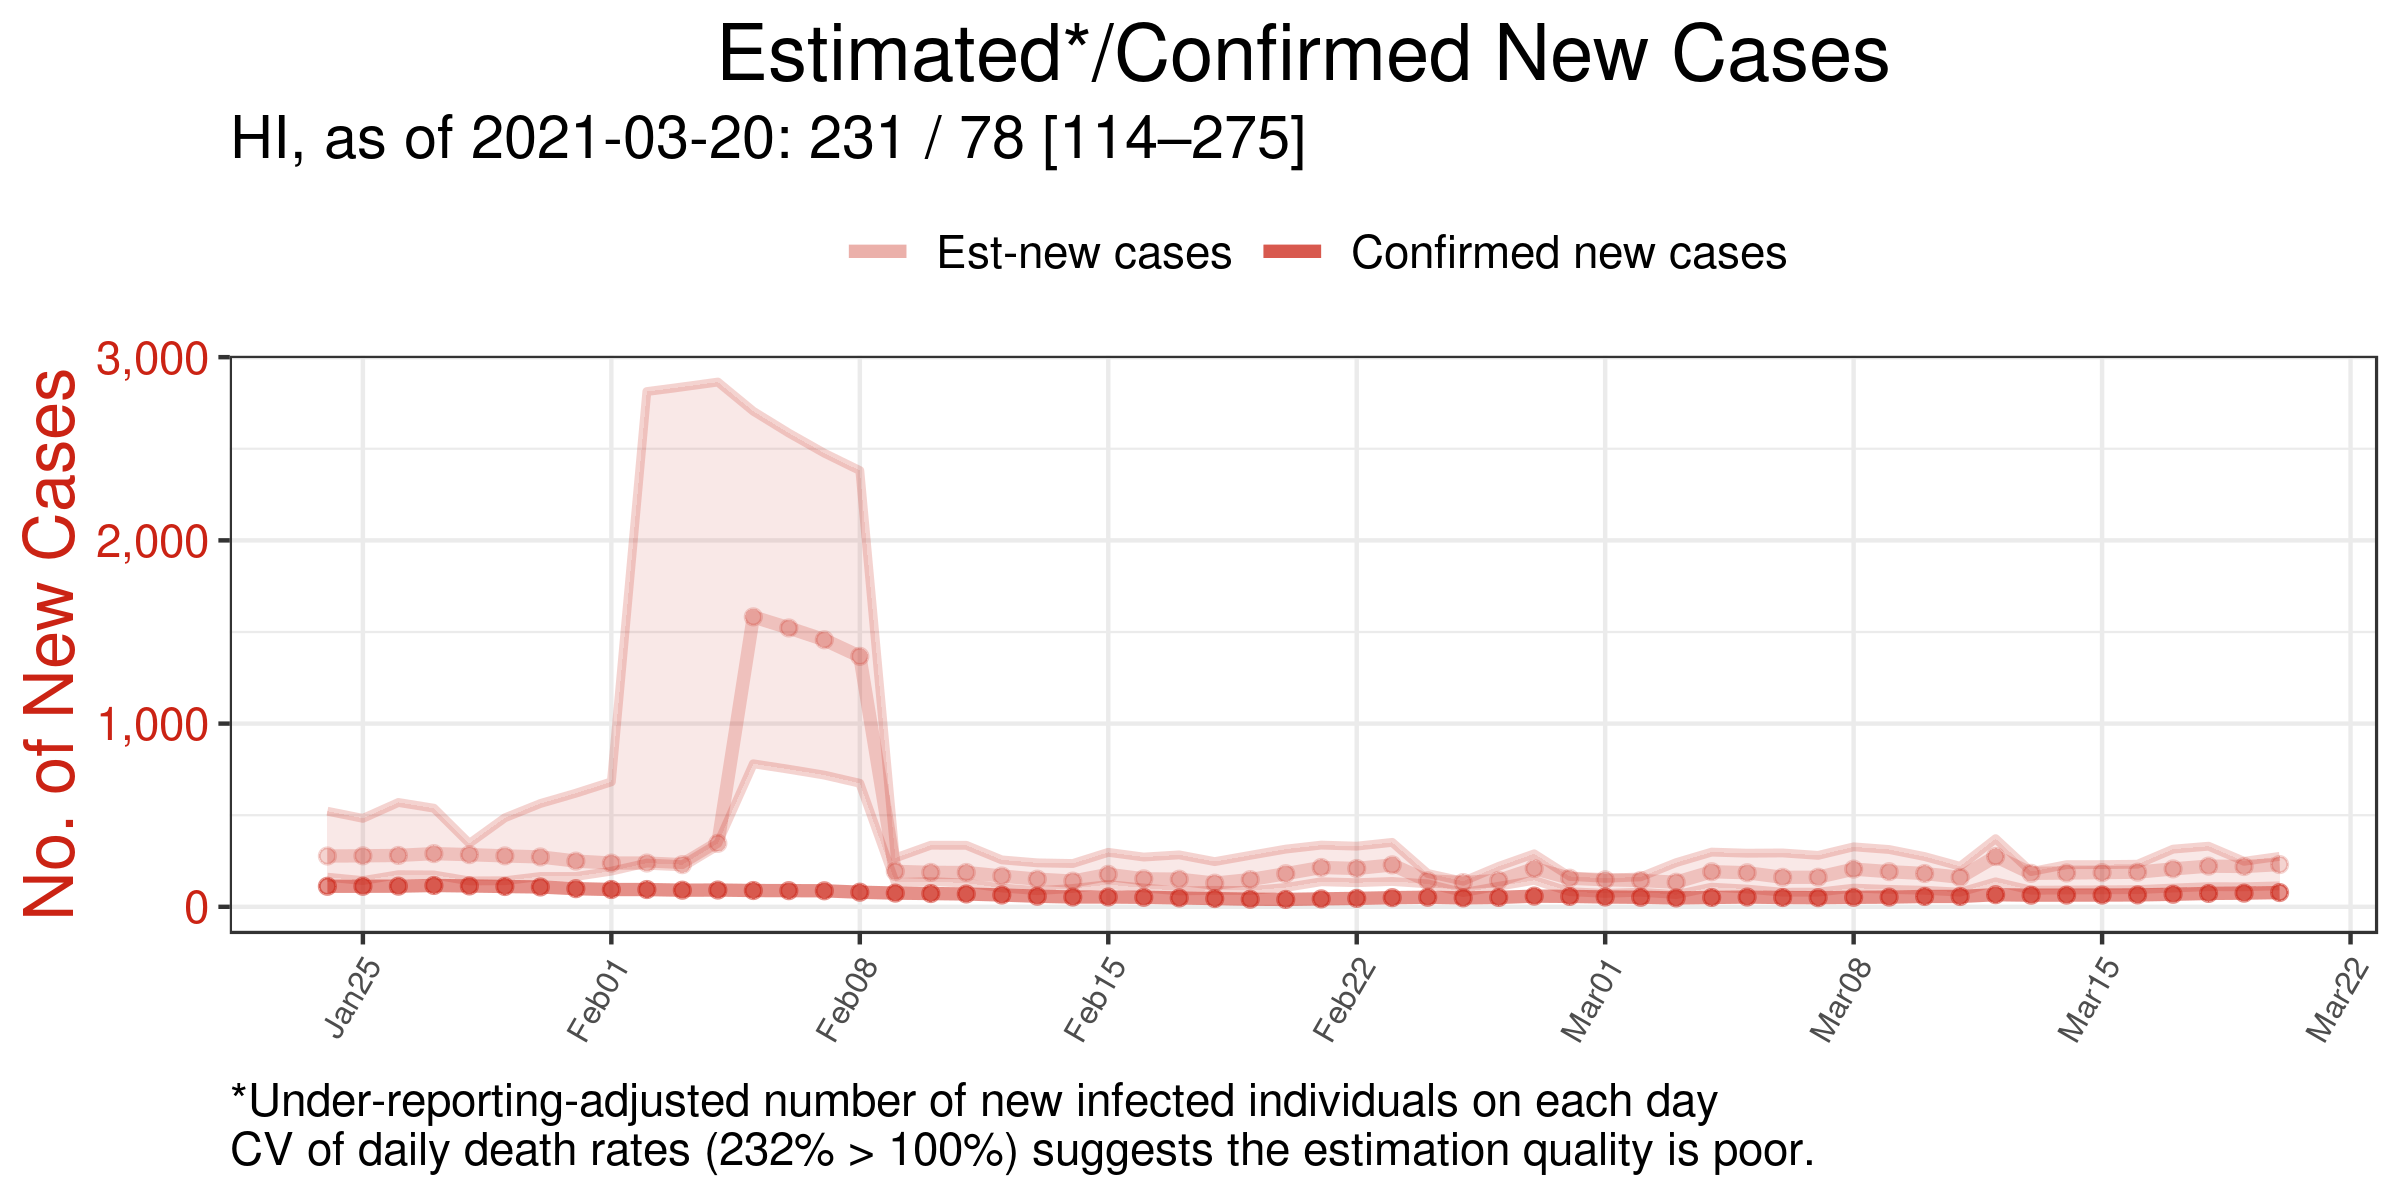 Estimated*/Confirmed New Cases
HI, as of 2021-03-20: 231 / 78 [114–275]
Est-new cases Confirmed new cases
No. of New Cases
3,000
2,000
1,000
0
Jan25 Feb01 Feb08 Feb15 Feb22 Mar01 Mar08 Mar15 Mar22
*Under-reporting-adjusted number of new infected individuals on each day
CV of daily death rates (232% > 100%) suggests the estimation quality is poor.